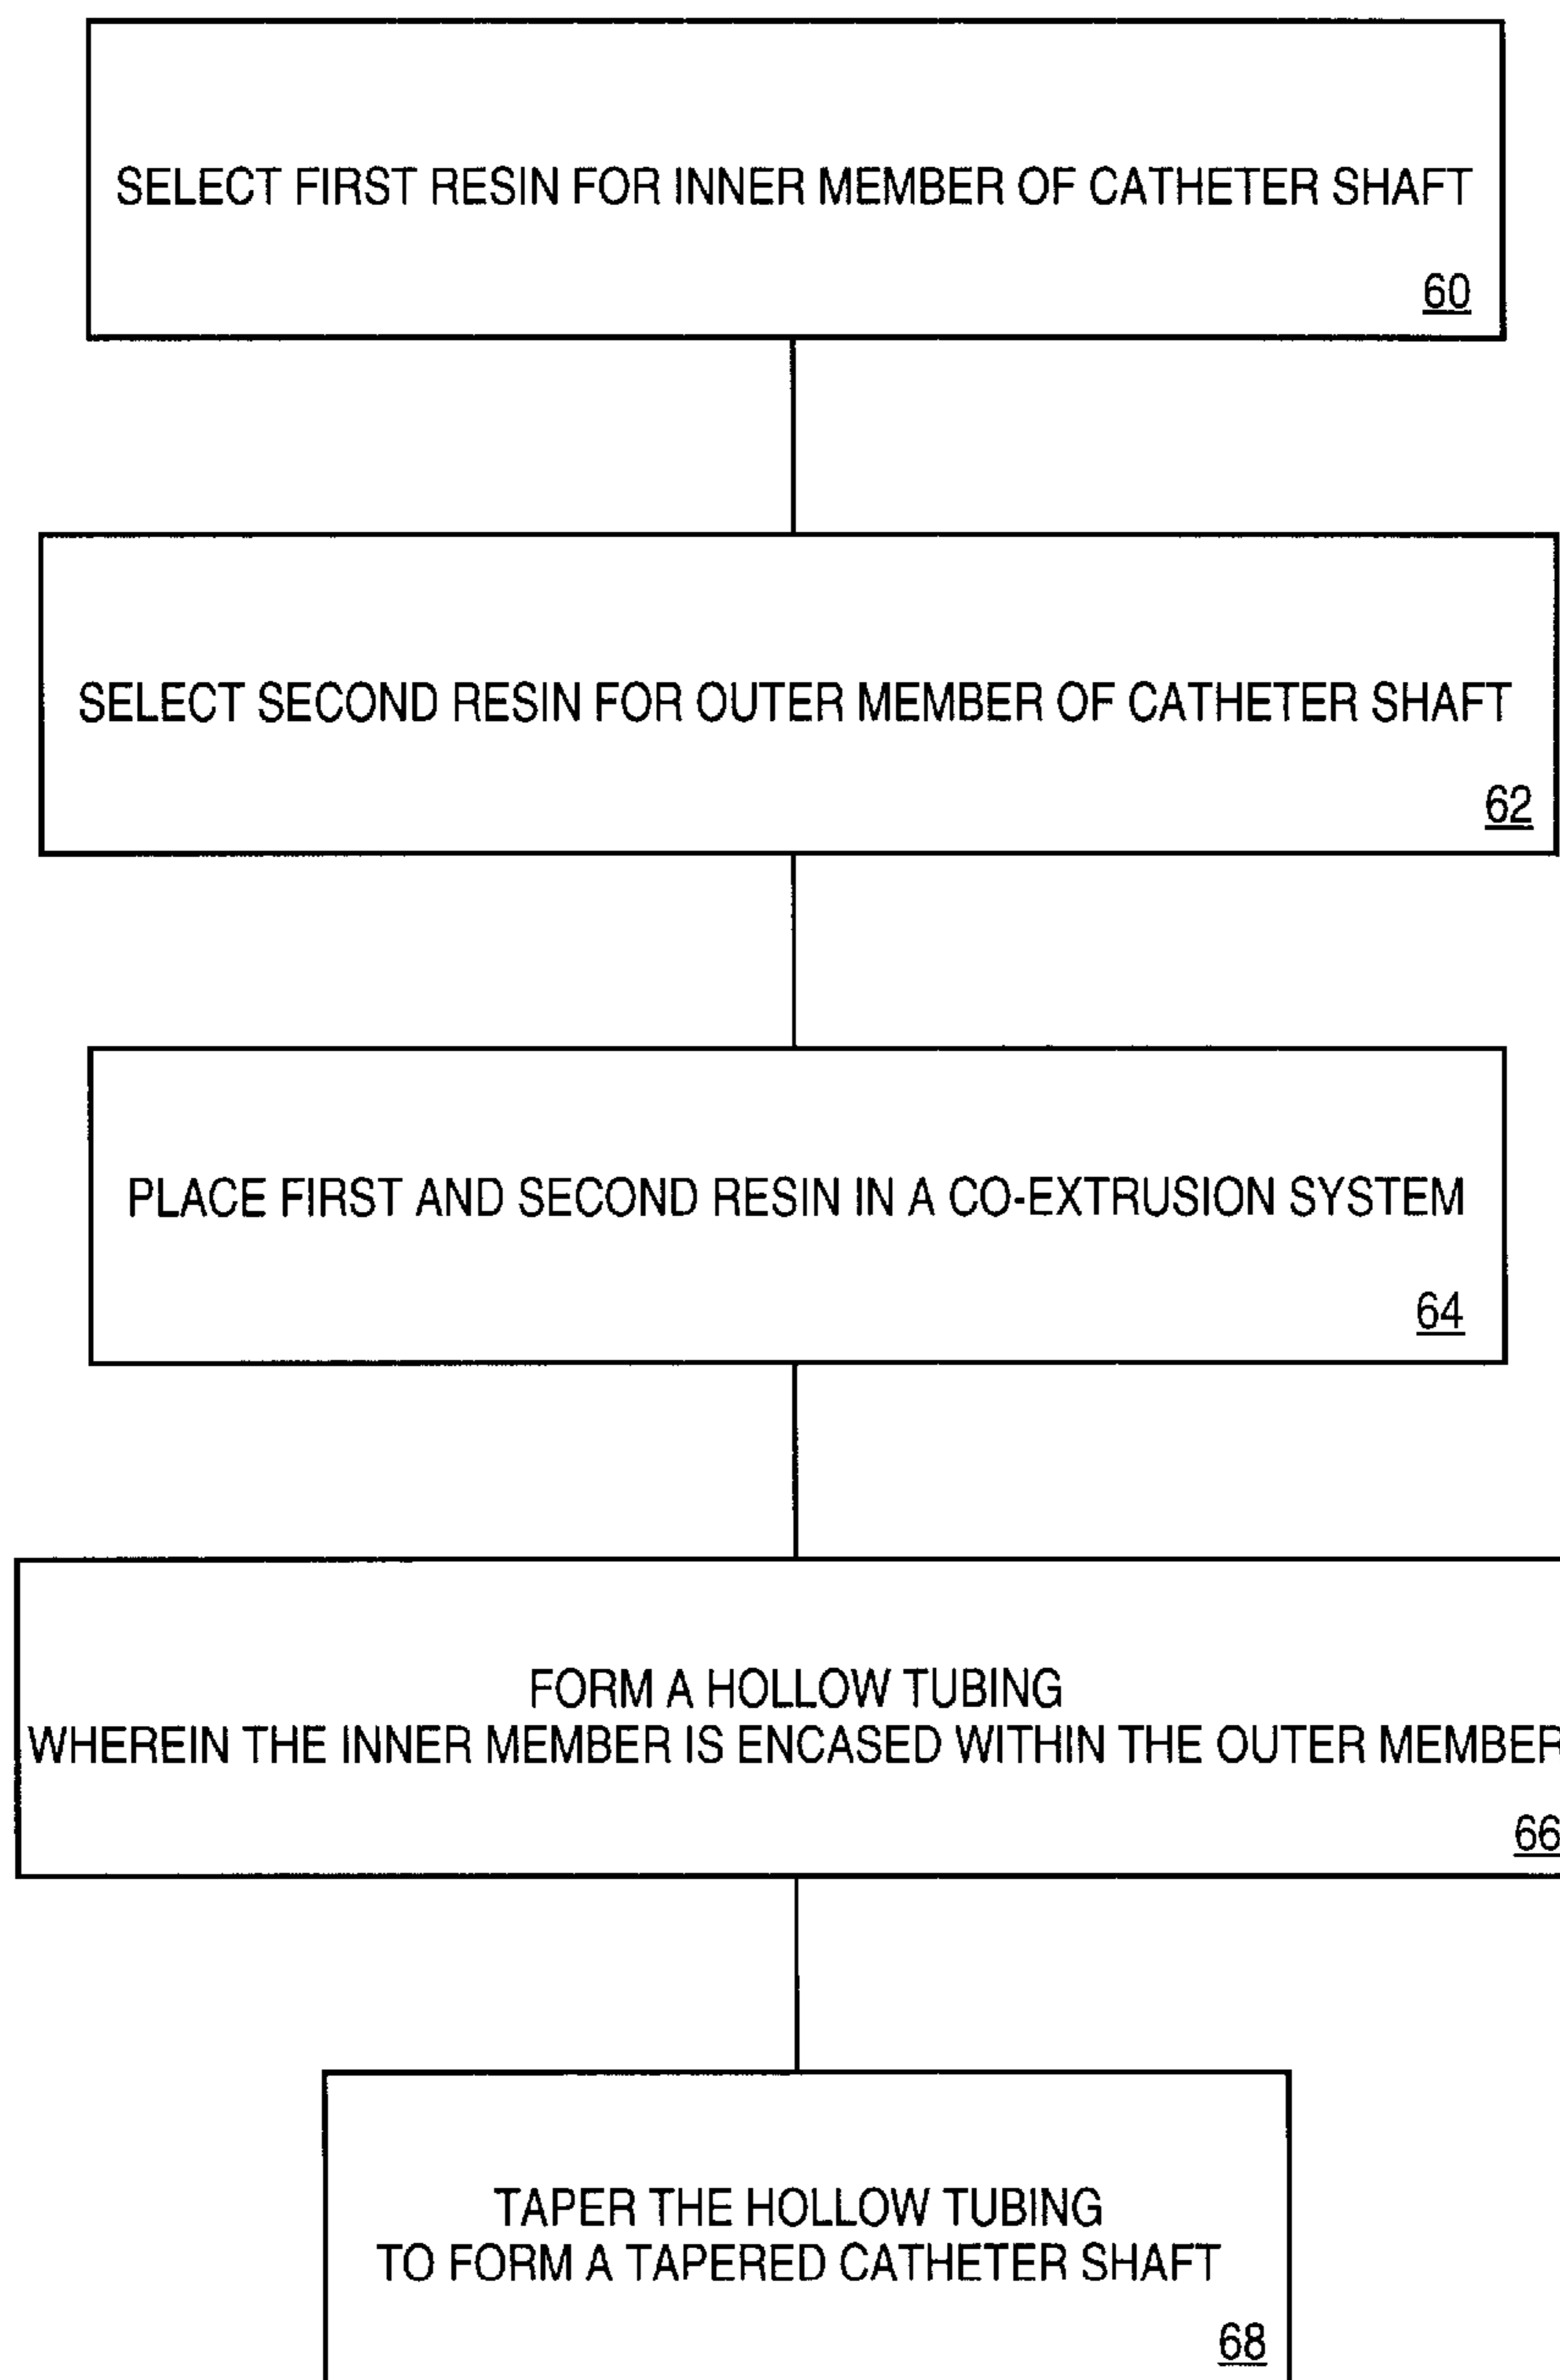 SELECT FIRST RESIN FOR INNER MEMBER OF CATHETER SHAFT
60
SELECT SECOND RESIN FOR OUTER MEMBER OF CATHETER SHAFT
62
PLACE FIRST AND SECOND RESIN IN A CO-EXTRUSION SYSTEM
64
FORM A HOLLOW TUBING
WHEREIN THE INNER MEMBER IS ENCASED WITHIN THE OUTER MEMBER
66
TAPER THE HOLLOW TUBING
TO FORM A TAPERED CATHETER SHAFT
68